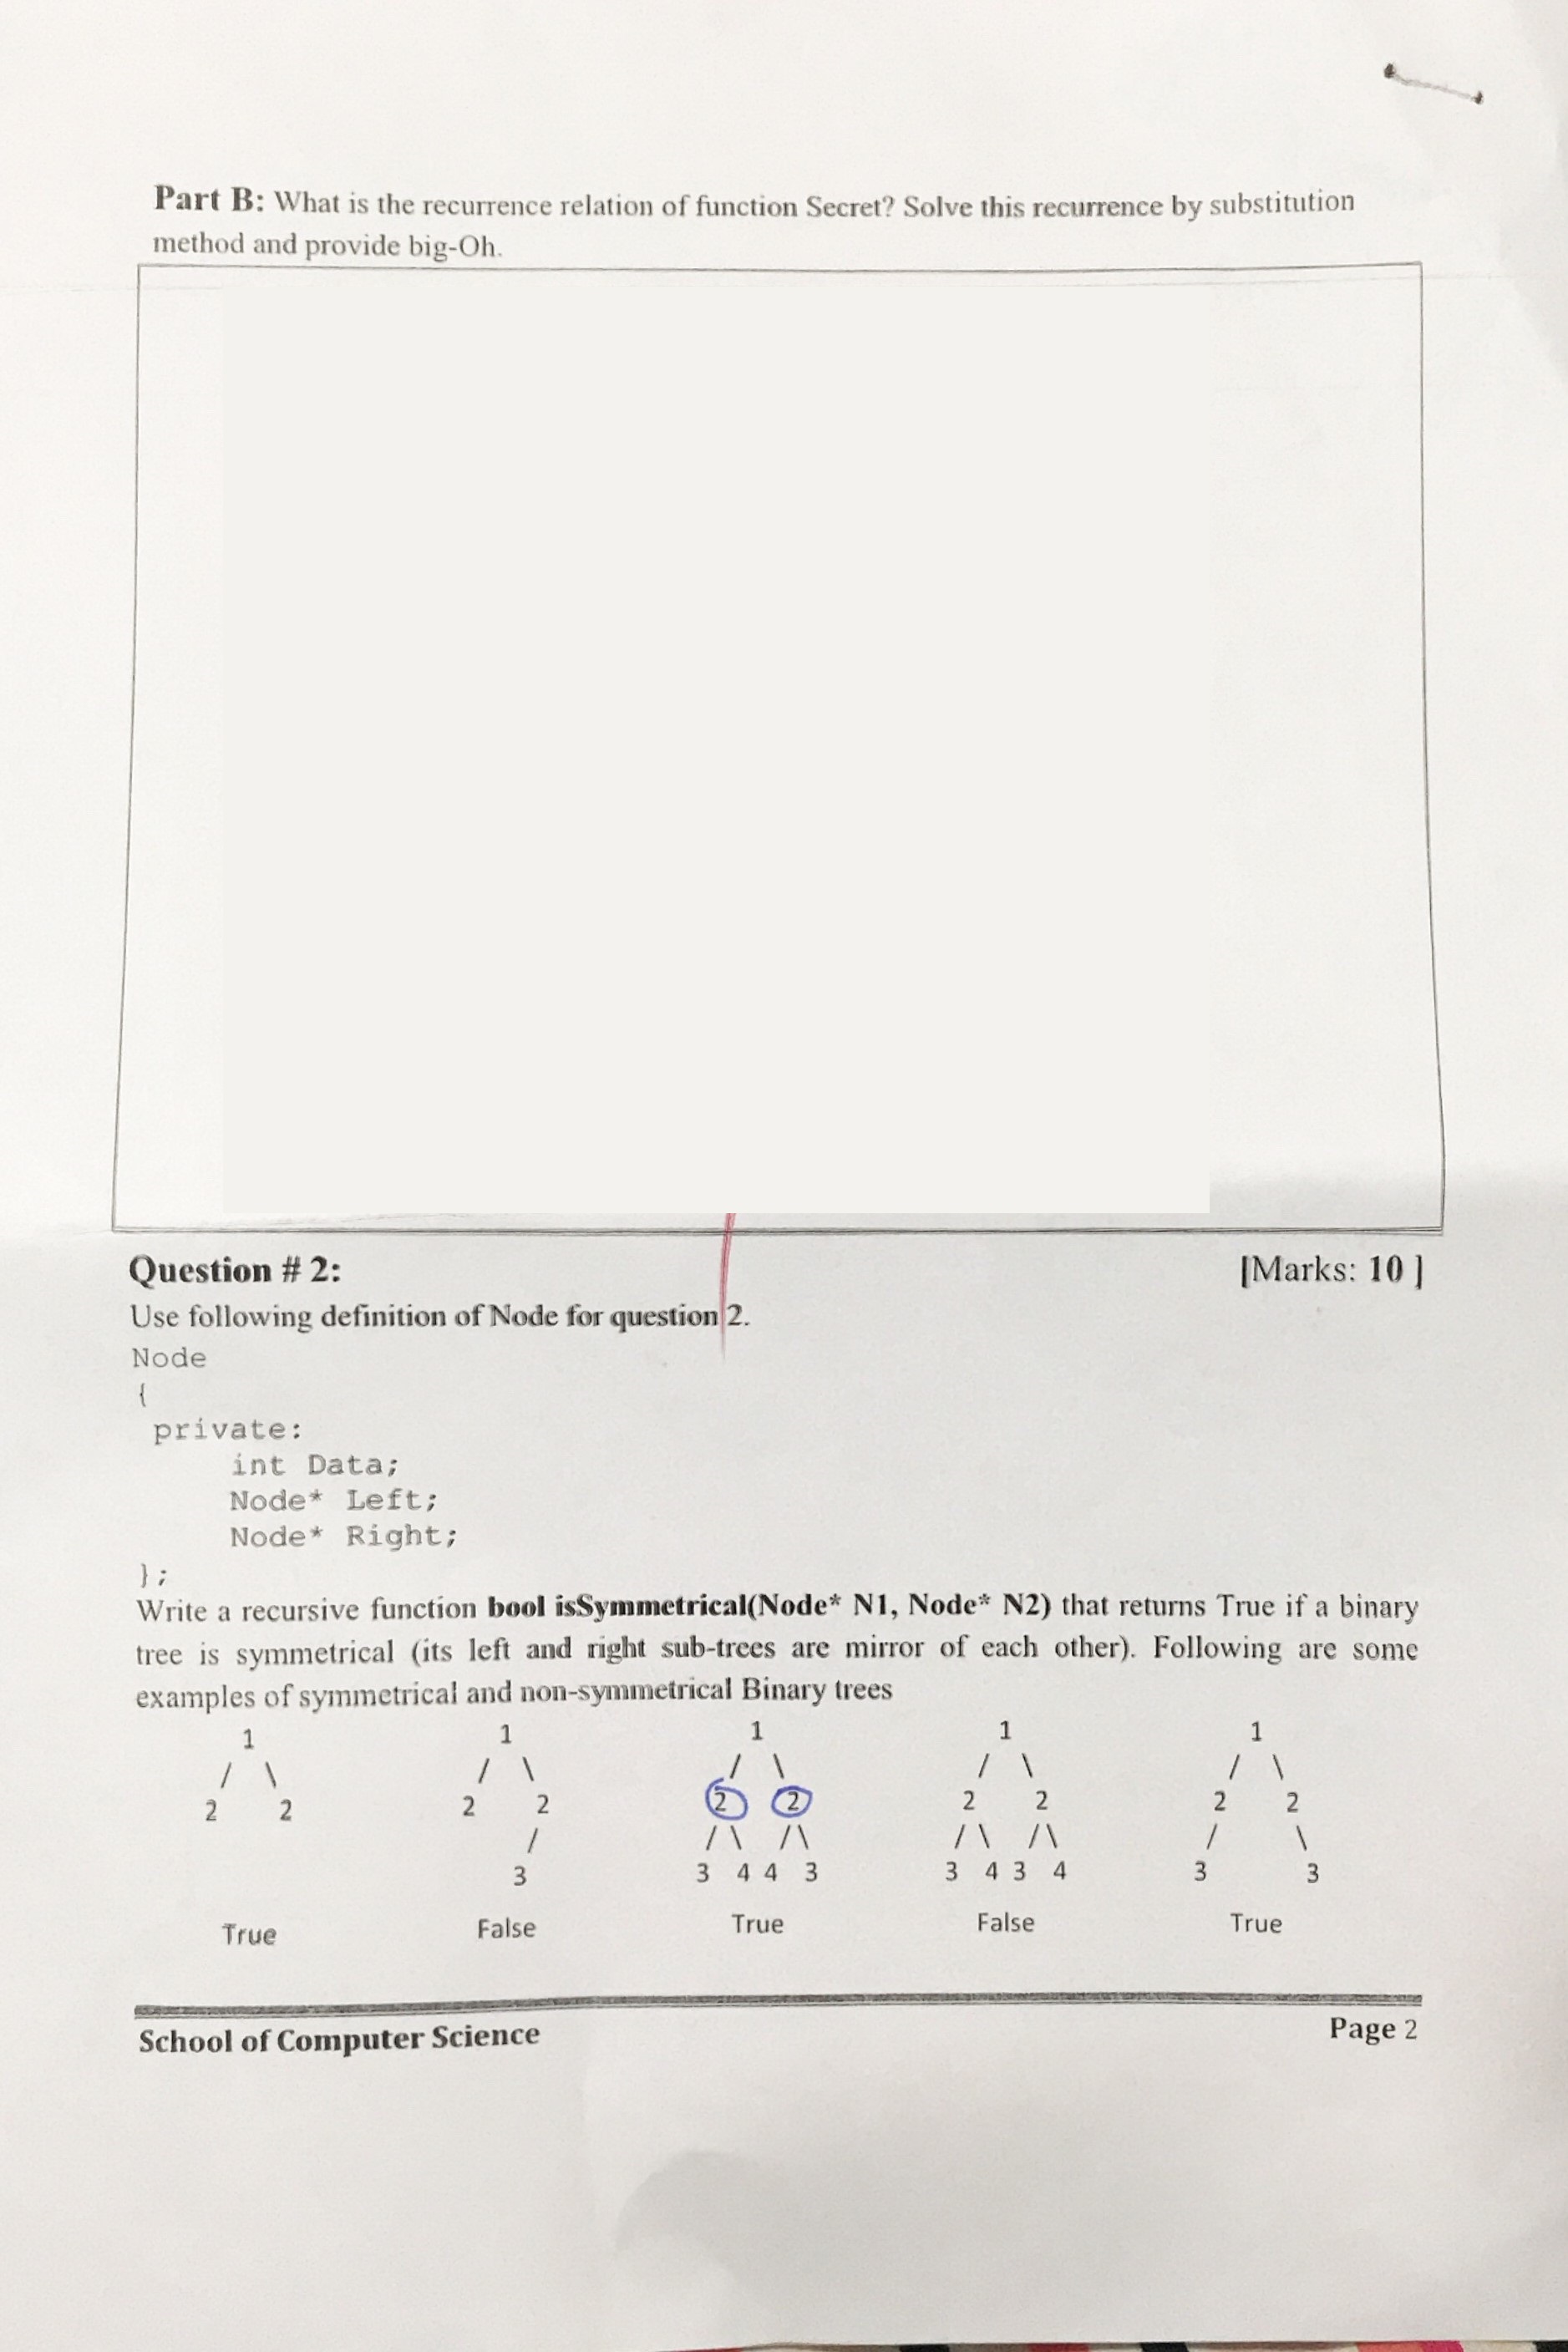 Part B: What is the recurrence relation of function Secret? Solve this recurrence by substitution
method and provide big-Oh.
Question # 2: [Marks: 10 ]
Use following definition of Node for question 2.
Node
{
private:
int Data;
Node* Left;
Node* Right;
};
Write a recursive function bool isSymmetrical(Node* N1, Node* N2) that returns True if a binary
tree is symmetrical (its left and right sub-trees are mirror of each other). Following are some
examples of symmetrical and non-symmetrical Binary trees
1 1 1 1 1
/ \ / \ / \ / \ / \
2 2 2 2 2 2 2 2 2 2
/ /\ /\ /\ /\ / \
3 3 4 4 3 3 4 3 4 3 3
True False True False True
School of Computer Science Page 2